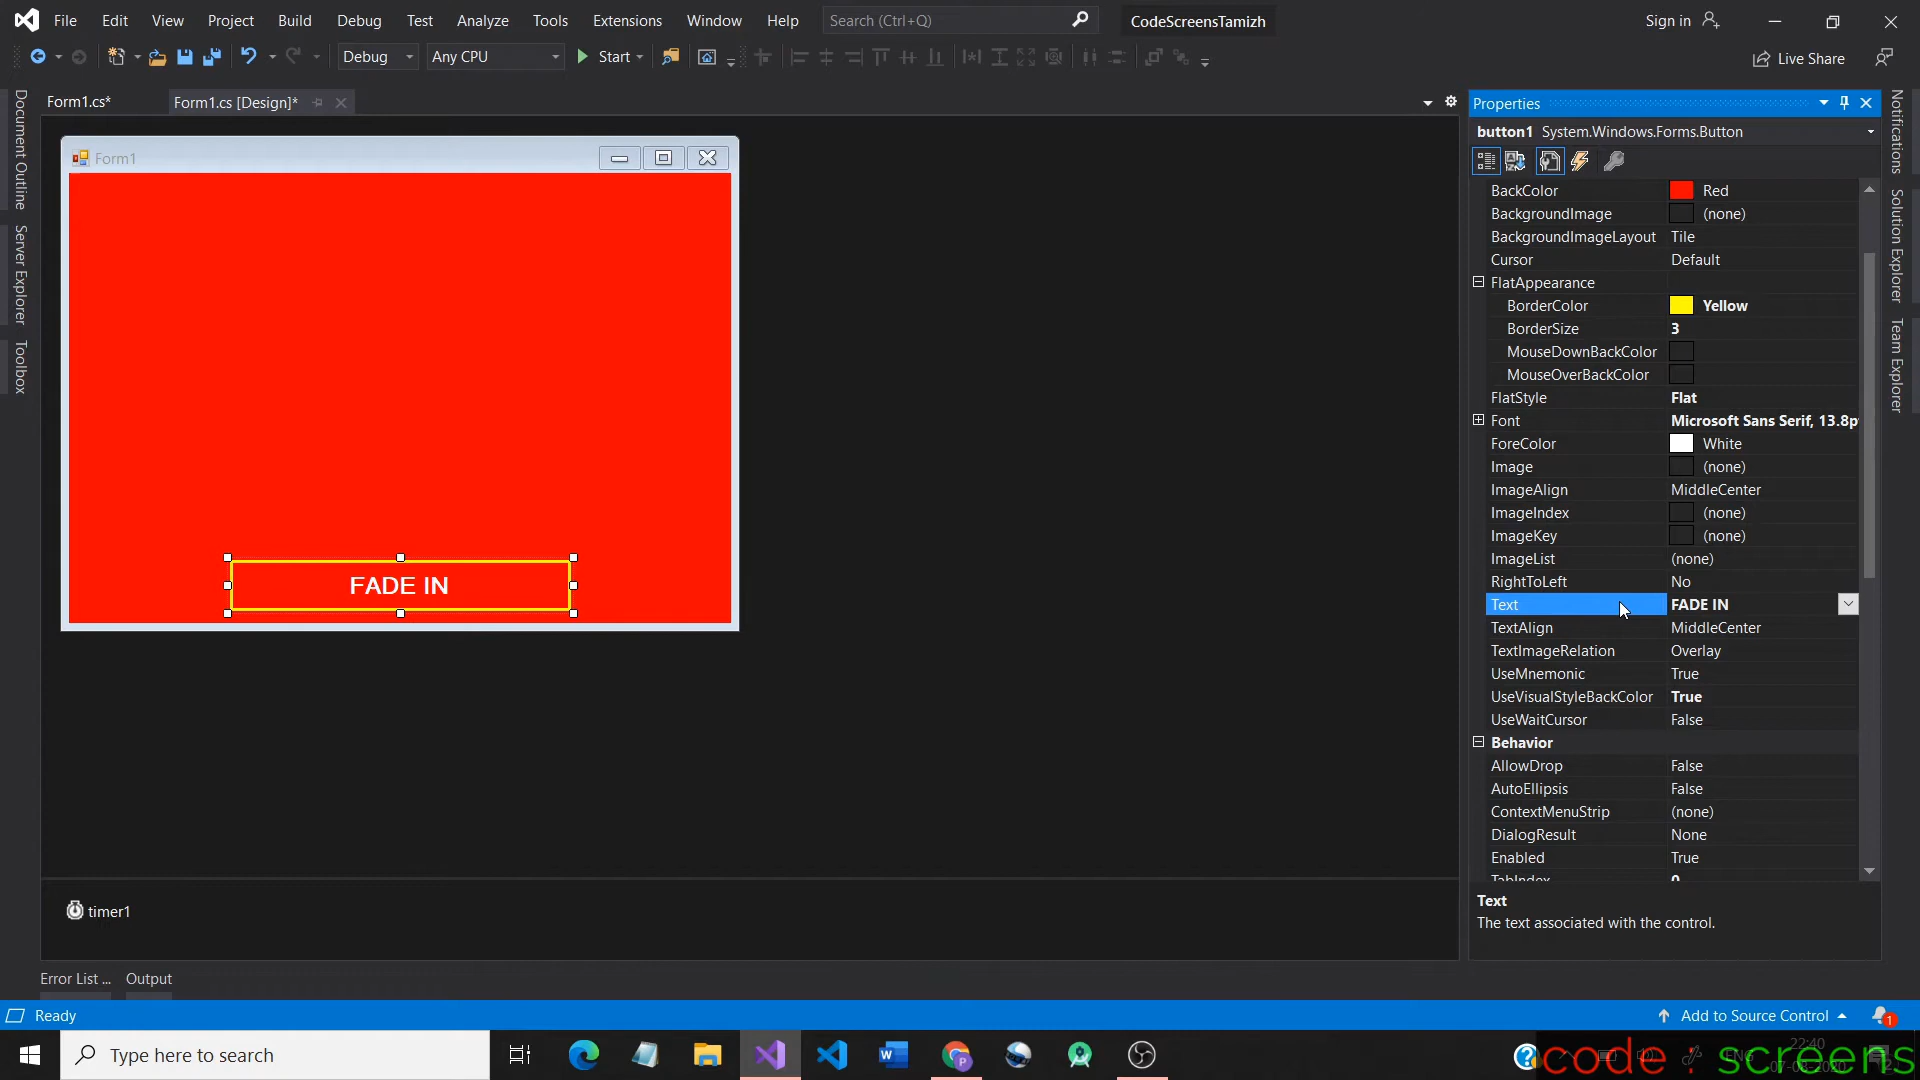 File Edit View Project Build Debug Test Analyze Tools Extensions Window Help Search (Ctrl+Q) CodeScreensTamizh Sign in
Debug Any CPU Start Live Share
Form1.cs* Form1.cs [Design]*
Document Outline
Server Explorer
Toolbox
Form1
FADE IN
timer1
Properties
button1 System.Windows.Forms.Button
BackColor Red
BackgroundImage (none)
BackgroundImageLayout Tile
Cursor Default
FlatAppearance
BorderColor Yellow
BorderSize 3
MouseDownBackColor
MouseOverBackColor
FlatStyle Flat
Font Microsoft Sans Serif, 13.8p
ForeColor White
Image (none)
ImageAlign MiddleCenter
ImageIndex (none)
ImageKey (none)
ImageList (none)
RightToLeft No
Text FADE IN
TextAlign MiddleCenter
TextImageRelation Overlay
UseMnemonic True
UseVisualStyleBackColor True
UseWaitCursor False
Behavior
AllowDrop False
AutoEllipsis False
ContextMenuStrip (none)
DialogResult None
Enabled True
TabIndex 0
Text
The text associated with the control.
Notifications
Solution Explorer
Team Explorer
Error List ... Output
Ready Add to Source Control 1
Type here to search
22:40
ENG
code : screens